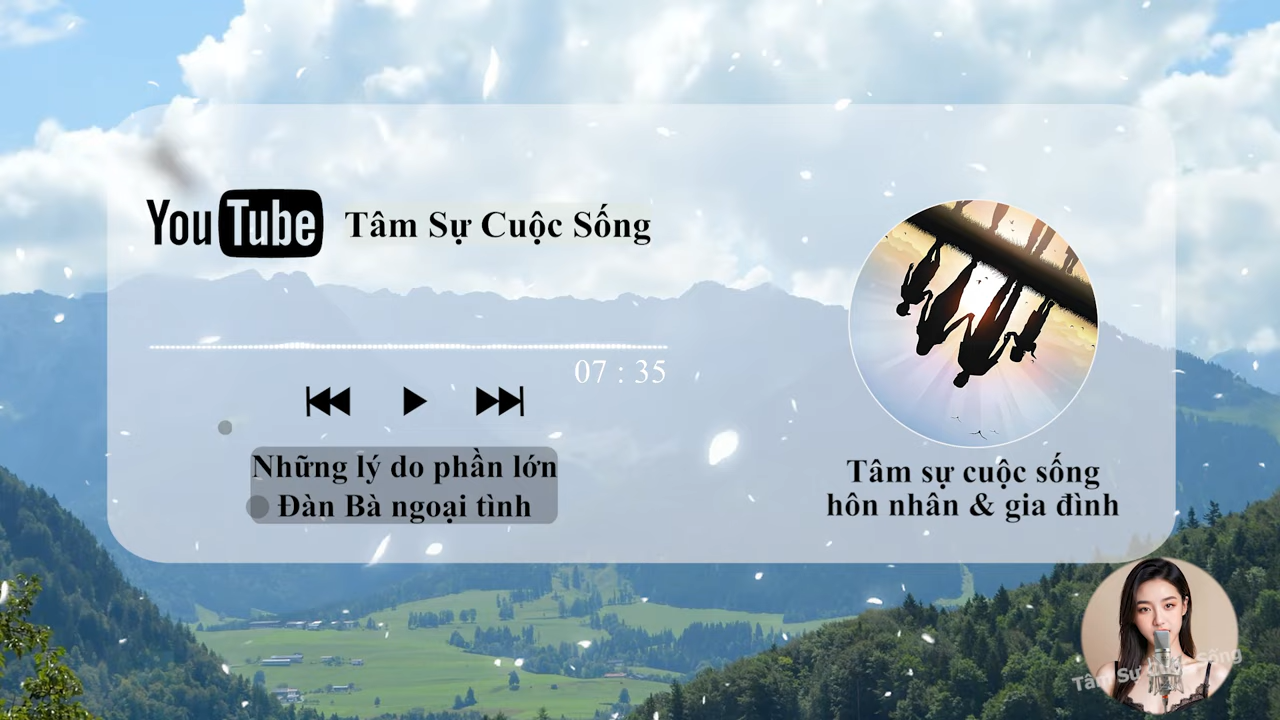 YouTube Tâm Sự Cuộc Sống
07 : 35
Những lý do phần lớn
Đàn Bà ngoại tình
Tâm sự cuộc sống
hôn nhân & gia đình
Tâm Sự Cuộc Sống